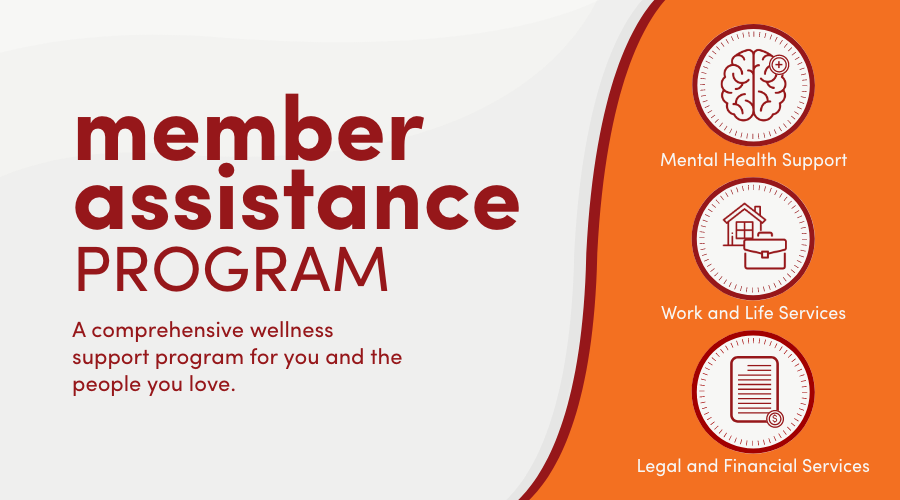 member
assistance
PROGRAM
A comprehensive wellness
support program for you and the
people you love.
Mental Health Support
Work and Life Services
$
Legal and Financial Services